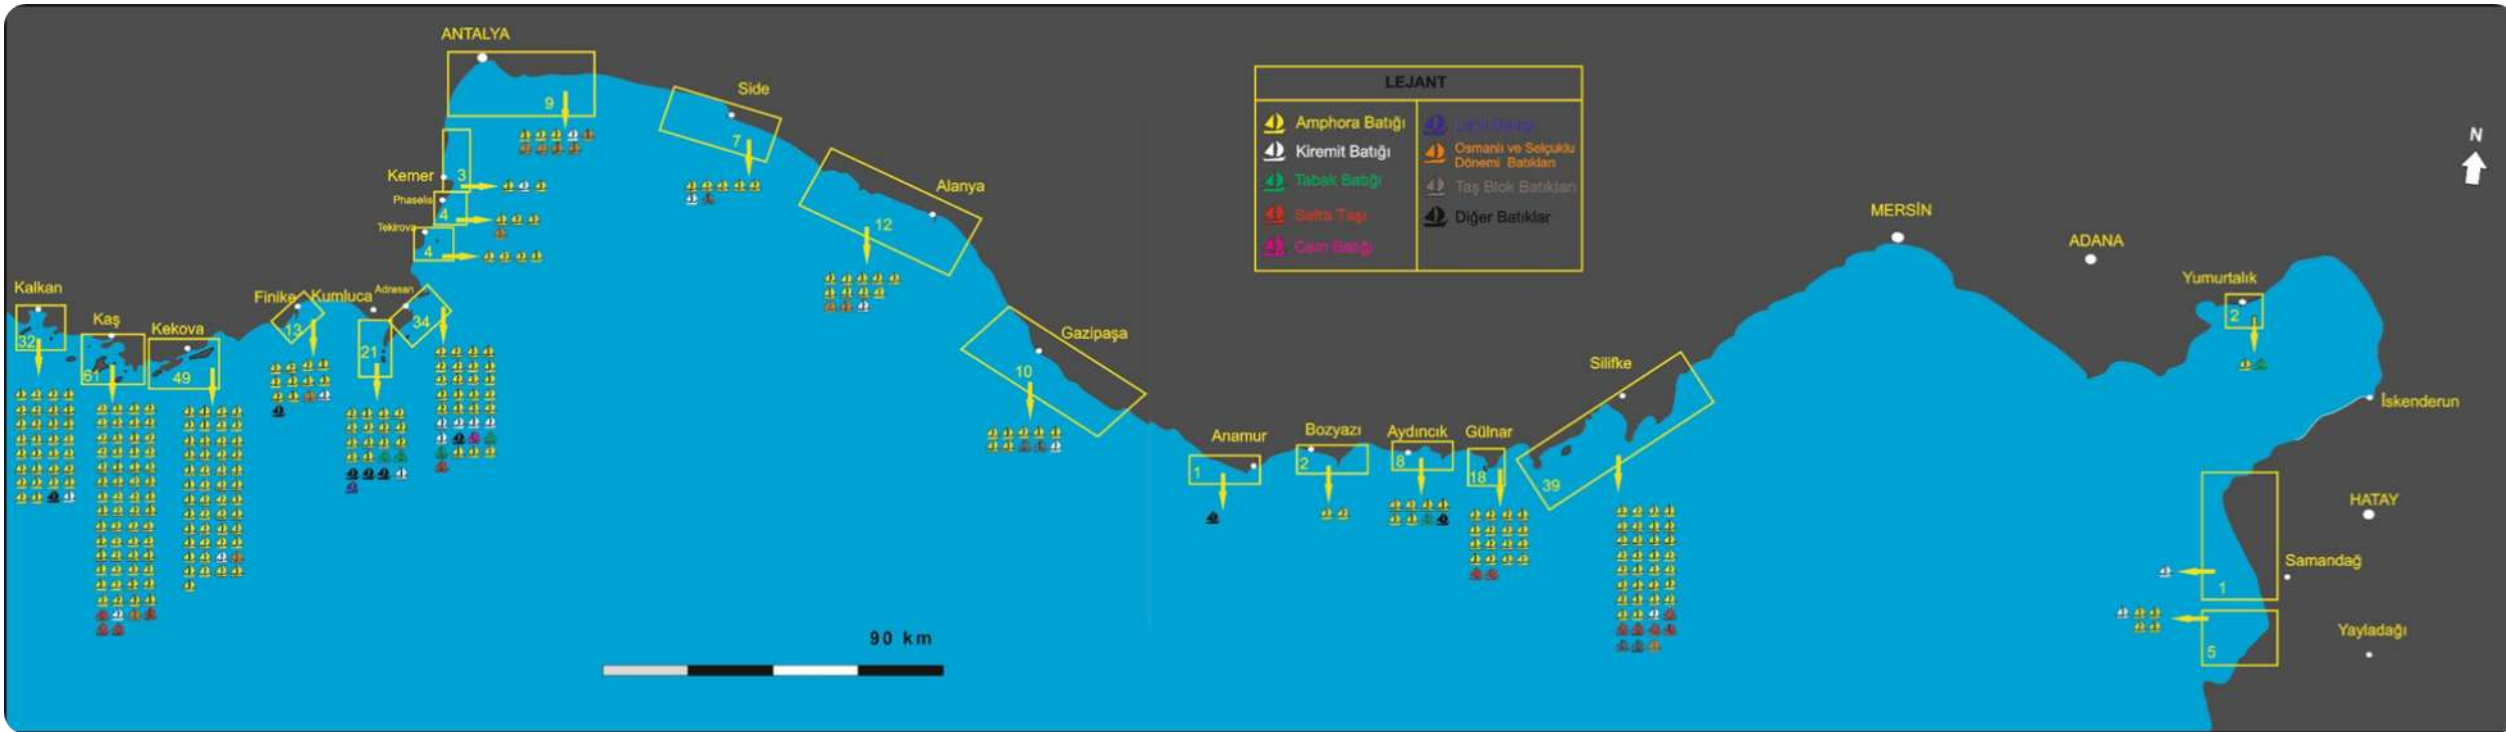 ANTALYA
9
Side
7
Kemer
3
Phaselis
4
Tekirova
4
Alanya
12
Kalkan
32
Kaş
61
Kekova
49
Finike
13
Kumluca
21
Adrasan
34
Gazipaşa
10
Anamur
1
Bozyazı
2
Aydıncık
8
Gülnar
18
Silifke
39
LEJANT
Amphora Batığı
Kiremit Batığı
Tabak Batığı
Safra Taşı
Cam Batığı
Osmanlı ve Selçuklu
Dönemi Batıkları
Taş Blok Batıkları
Diğer Batıklar
MERSİN
ADANA
Yumurtalık
2
İskenderun
N
HATAY
Samandağ
1
Yayladağı
5
90 km